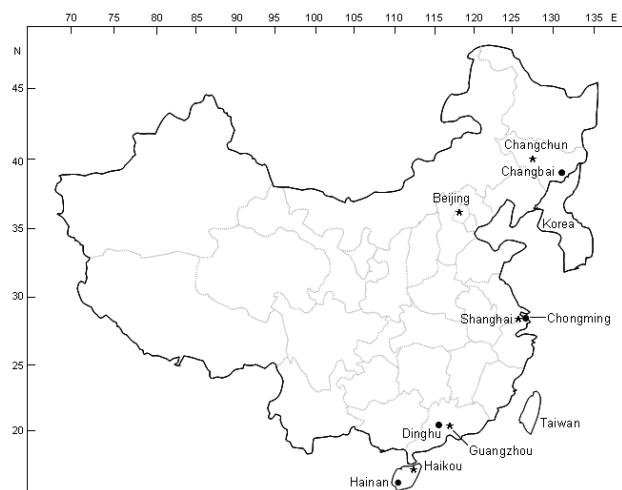 70 75 80 85 90 95 100 105 110 115 120 125 130 135 E
N
45
40
35
30
25
20
Changchun
Changbai
Beijing
Korea
Shanghai
Chongming
Taiwan
Dinghu
Guangzhou
Haikou
Hainan